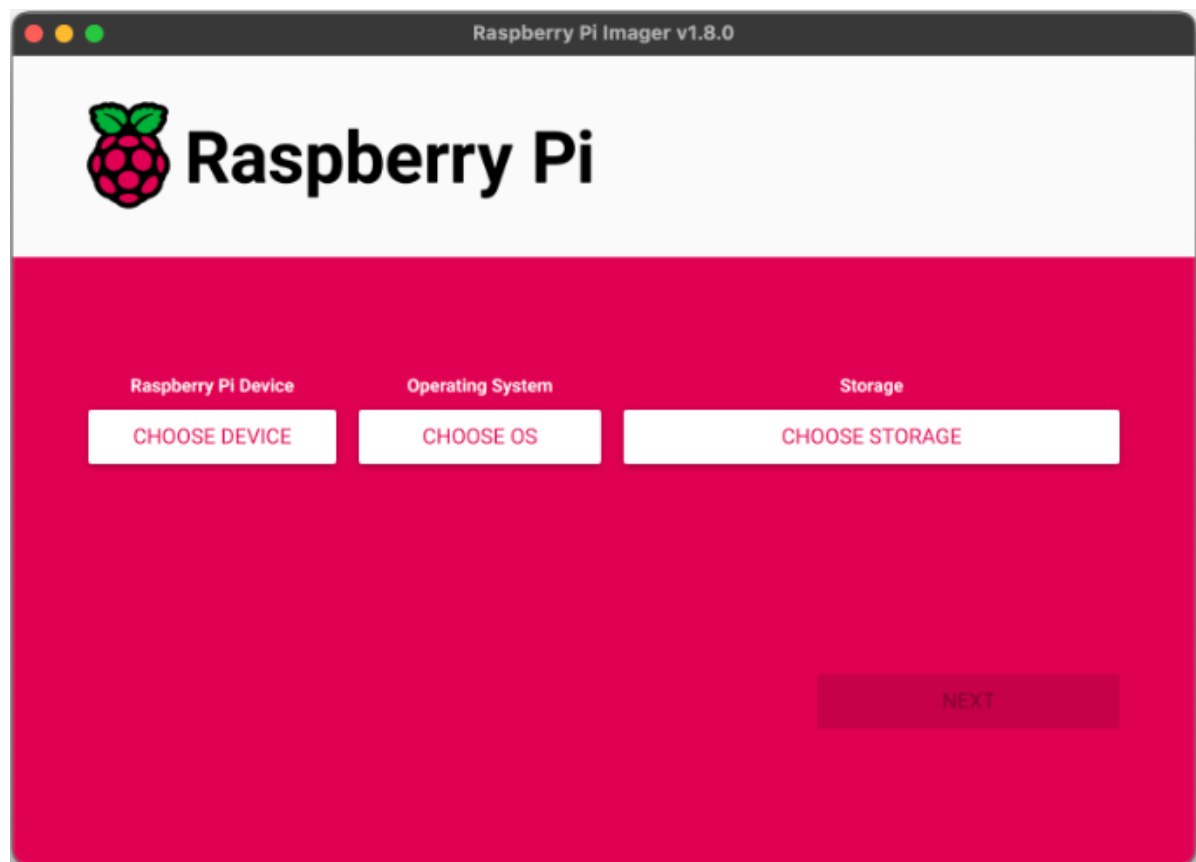 Raspberry Pi Imager v1.8.0
Raspberry Pi
Raspberry Pi Device Operating System Storage
CHOOSE DEVICE CHOOSE OS CHOOSE STORAGE
NEXT